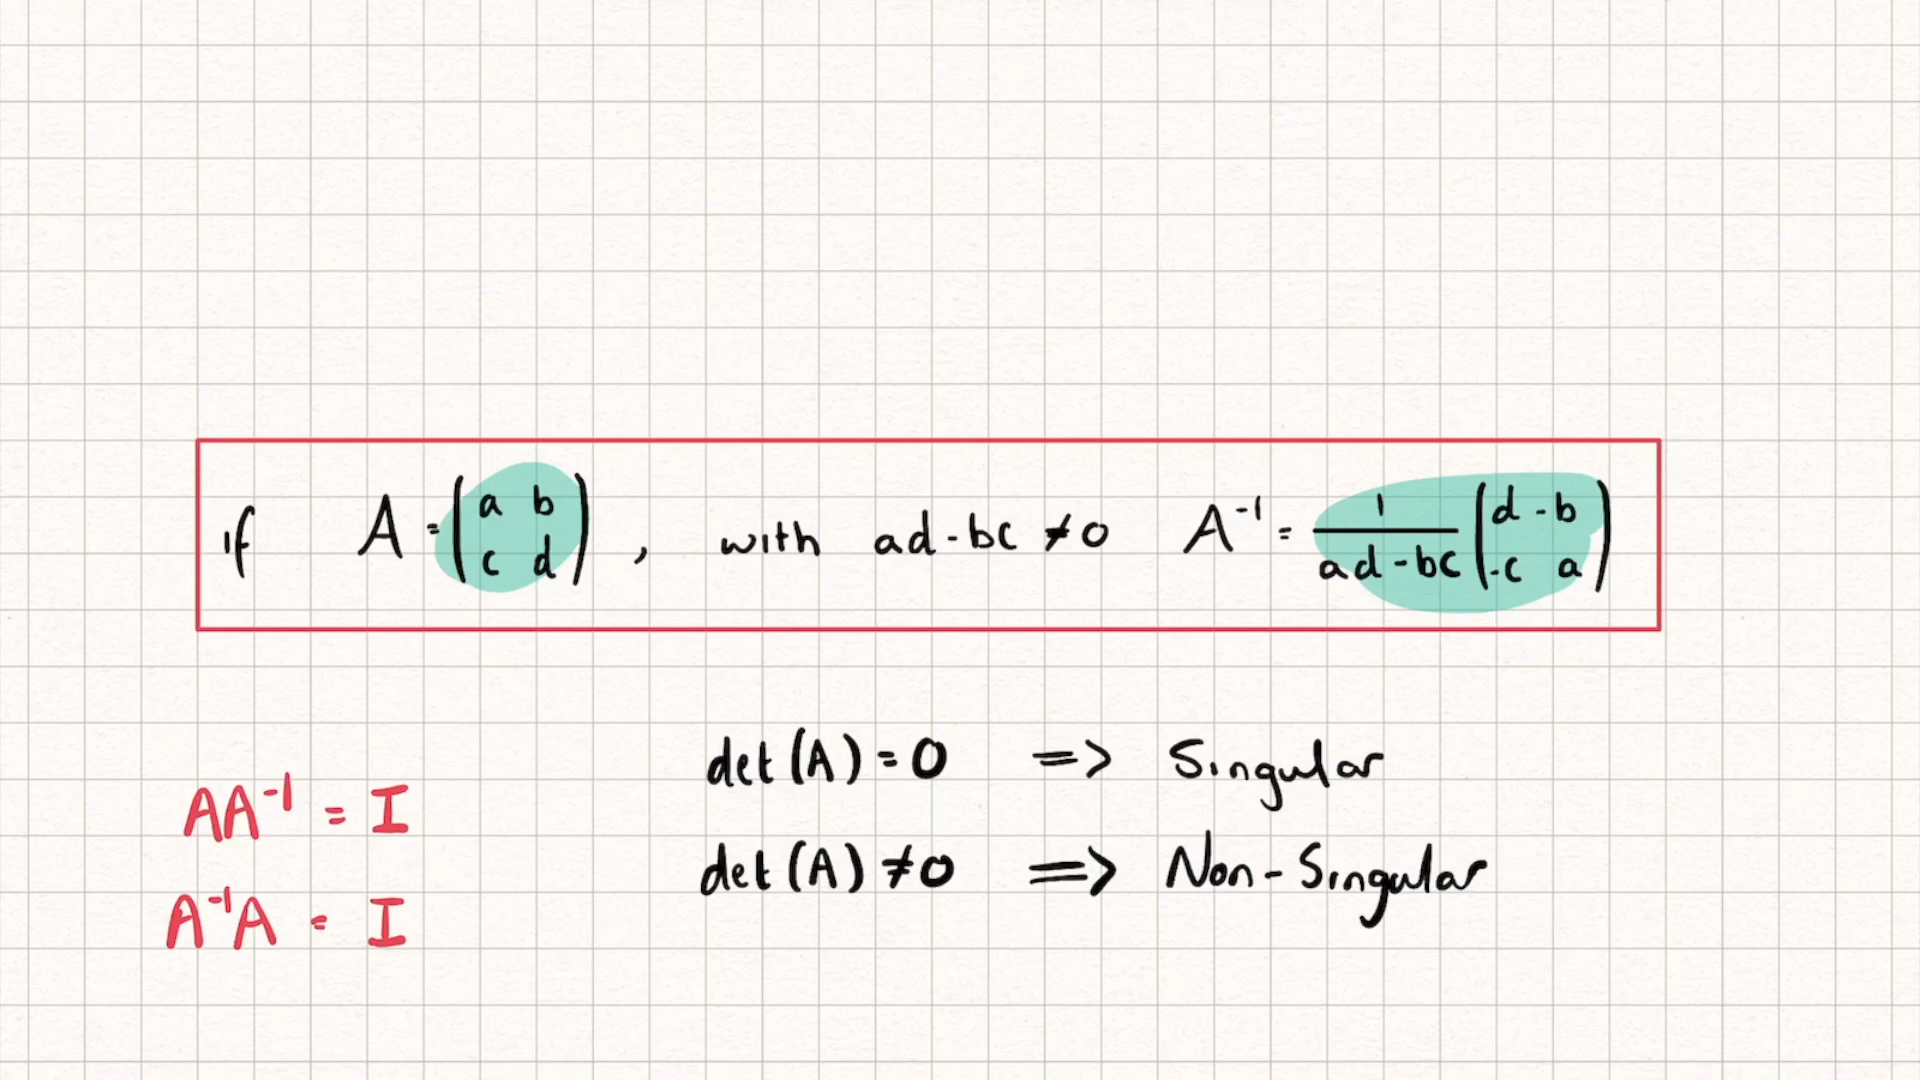 if A = (a b c d), with ad-bc ≠ 0 A⁻¹ = 1/(ad-bc) (d -b -c a)
det (A) = 0 => Singular
AA⁻¹ = I
det (A) ≠ 0 => Non-Singular
A⁻¹A = I